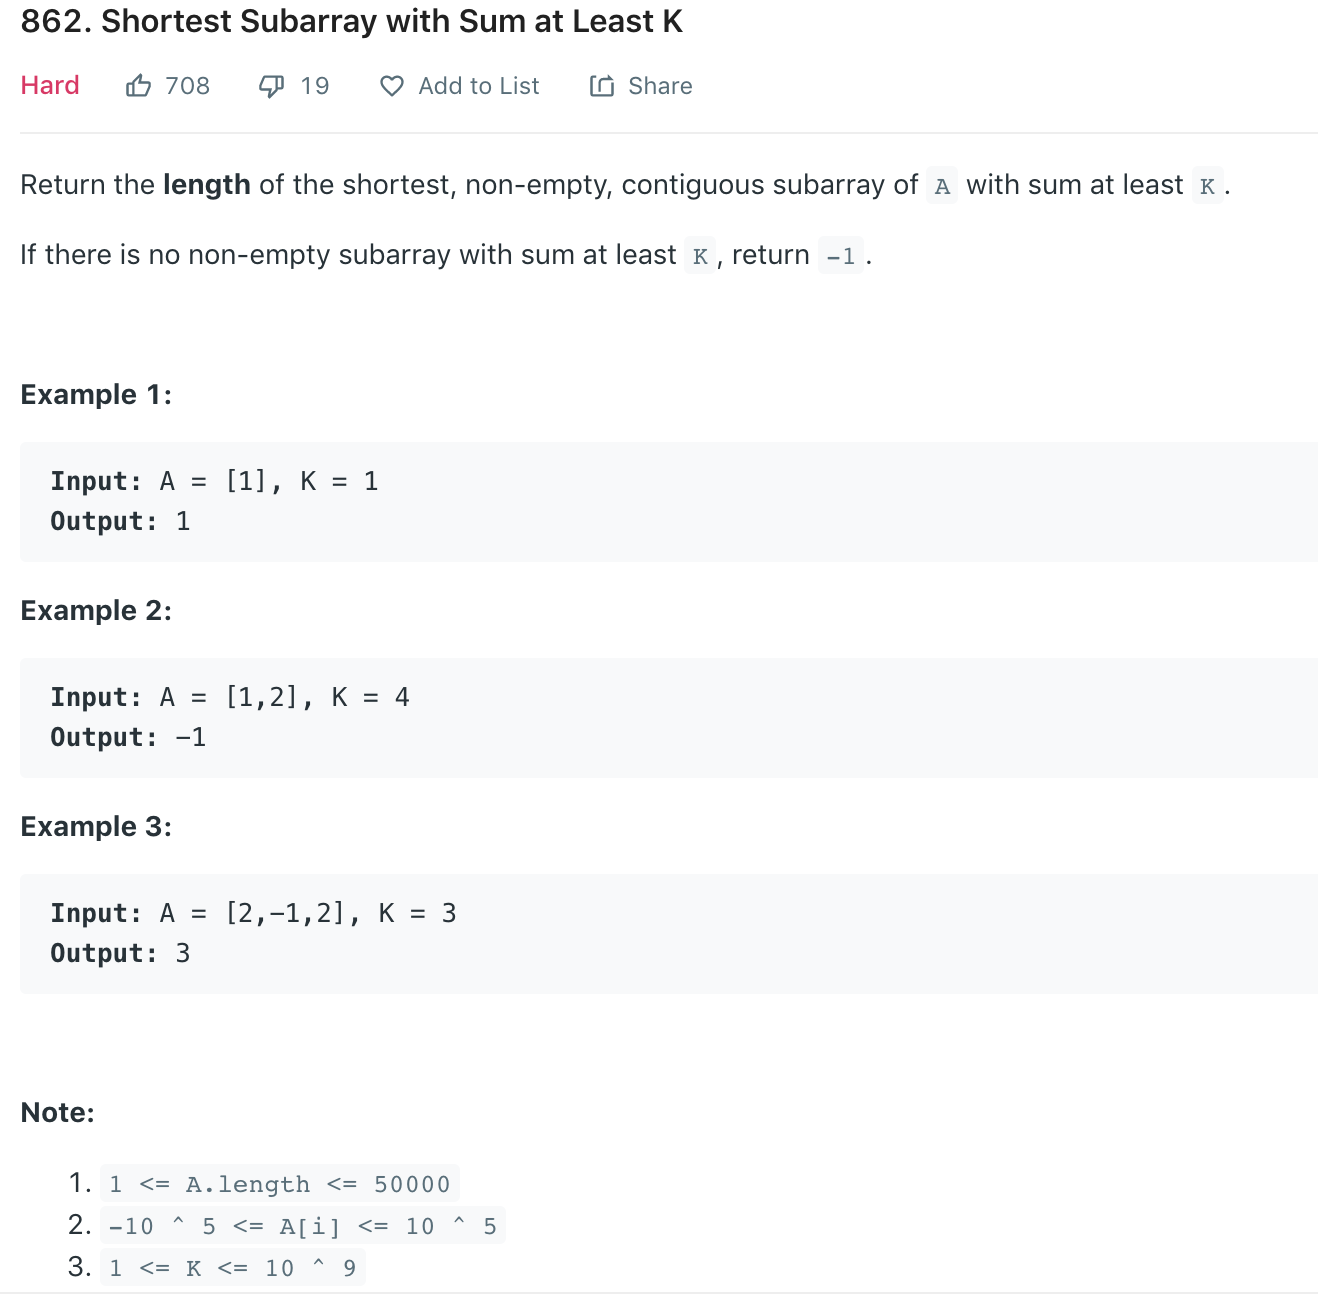 862. Shortest Subarray with Sum at Least K
Hard 708 19 Add to List Share
Return the length of the shortest, non-empty, contiguous subarray of A with sum at least K.
If there is no non-empty subarray with sum at least K, return -1.
Example 1:
Input: A = [1], K = 1
Output: 1
Example 2:
Input: A = [1,2], K = 4
Output: -1
Example 3:
Input: A = [2,-1,2], K = 3
Output: 3
Note:
1. 1 <= A.length <= 50000
2. -10 ^ 5 <= A[i] <= 10 ^ 5
3. 1 <= K <= 10 ^ 9